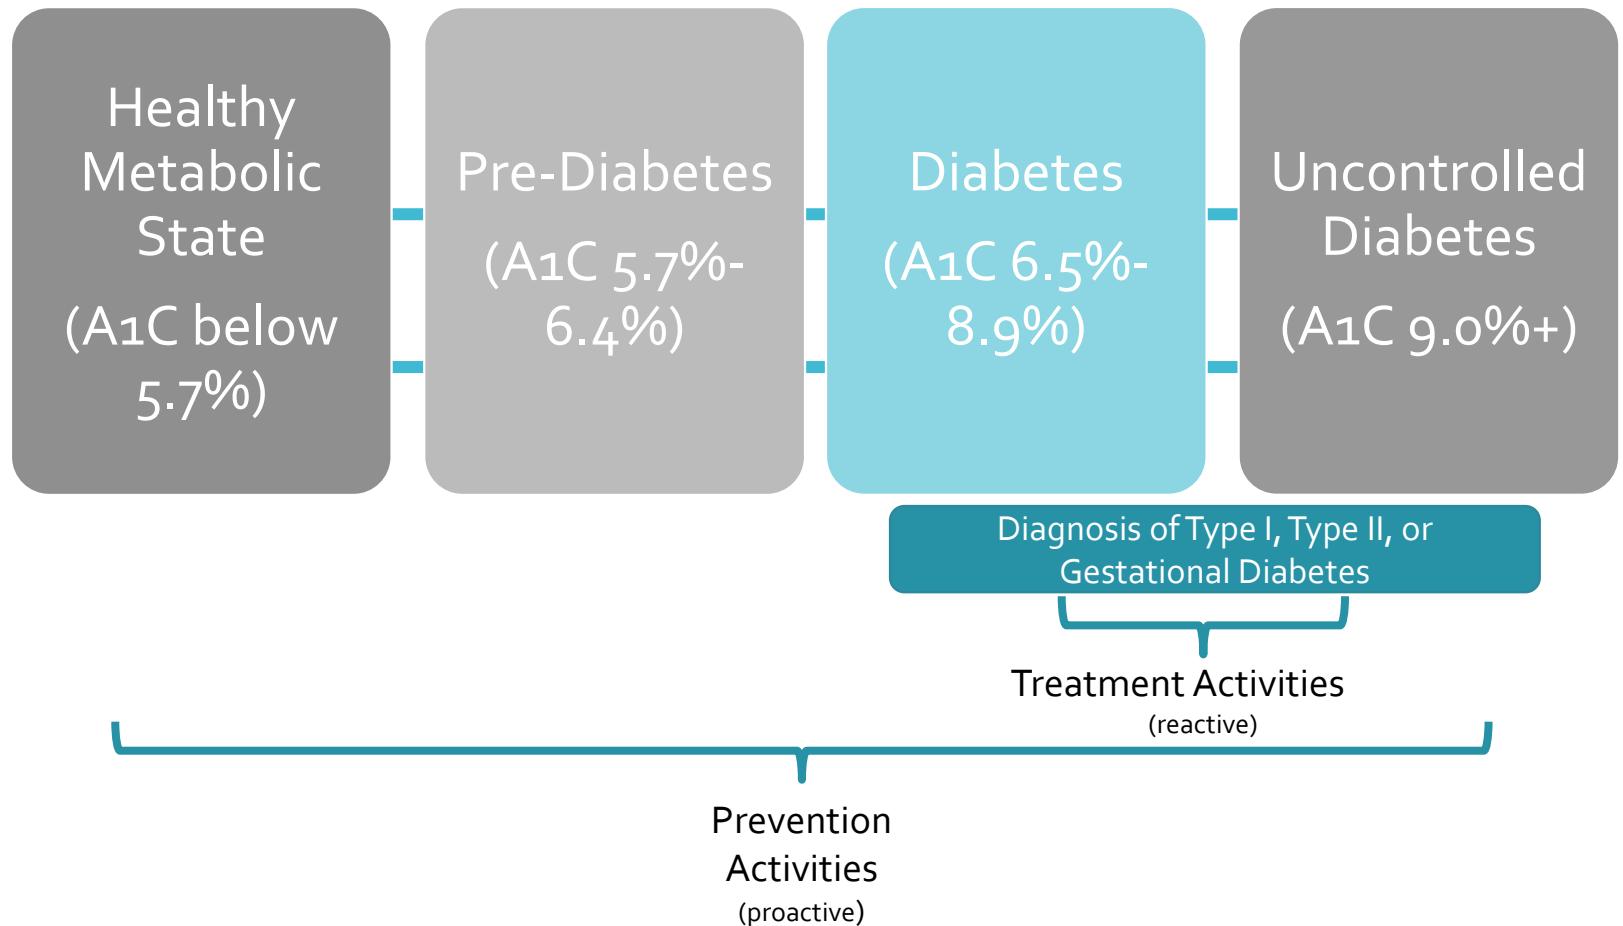 Healthy
Metabolic
State
(A1C below
5.7%)
Pre-Diabetes
(A1C 5.7%-
6.4%)
Diabetes
(A1C 6.5%-
8.9%)
Uncontrolled
Diabetes
(A1C 9.0%+)
Diagnosis of Type I, Type II, or
Gestational Diabetes
Treatment Activities
(reactive)
Prevention
Activities
(proactive)